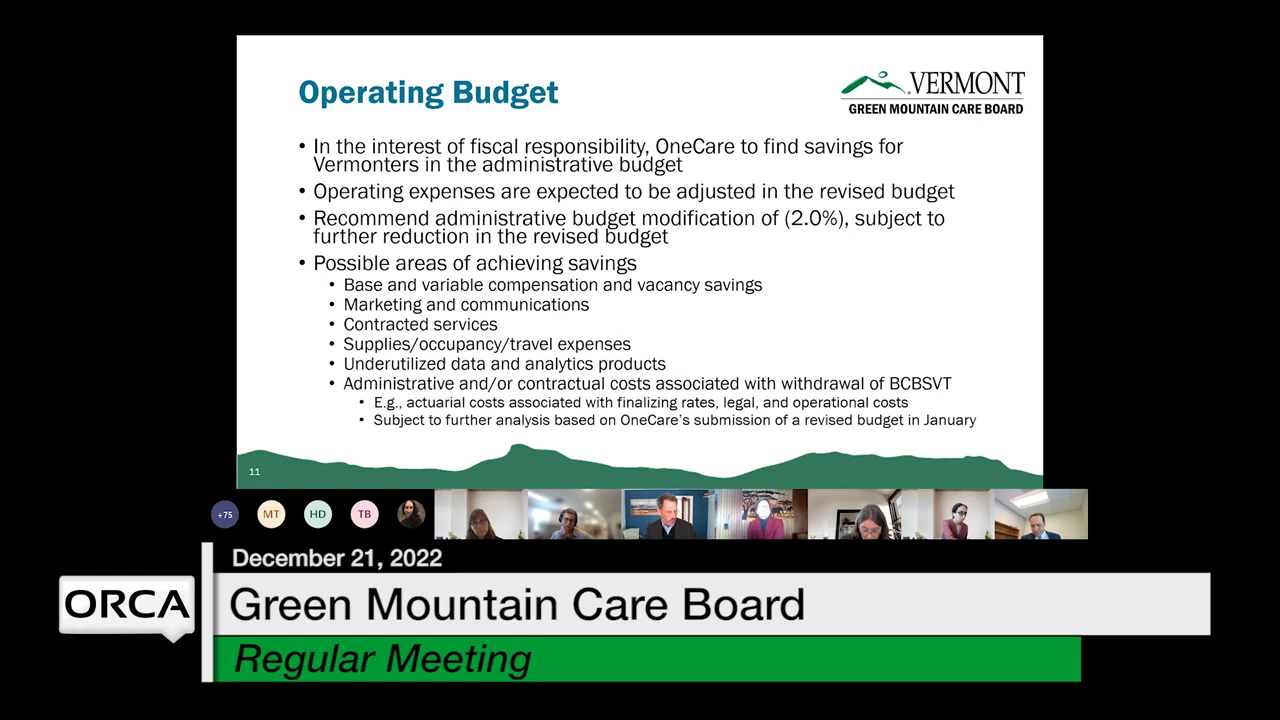 Operating Budget
VERMONT
GREEN MOUNTAIN CARE BOARD
• In the interest of fiscal responsibility, OneCare to find savings for
Vermonters in the administrative budget
• Operating expenses are expected to be adjusted in the revised budget
• Recommend administrative budget modification of (2.0%), subject to
further reduction in the revised budget
• Possible areas of achieving savings
• Base and variable compensation and vacancy savings
• Marketing and communications
• Contracted services
• Supplies/occupancy/travel expenses
• Underutilized data and analytics products
• Administrative and/or contractual costs associated with withdrawal of BCBSVT
• E.g., actuarial costs associated with finalizing rates, legal, and operational costs
• Subject to further analysis based on OneCare's submission of a revised budget in January
11
+75 MT HD TB
December 21, 2022
ORCA
Green Mountain Care Board
Regular Meeting